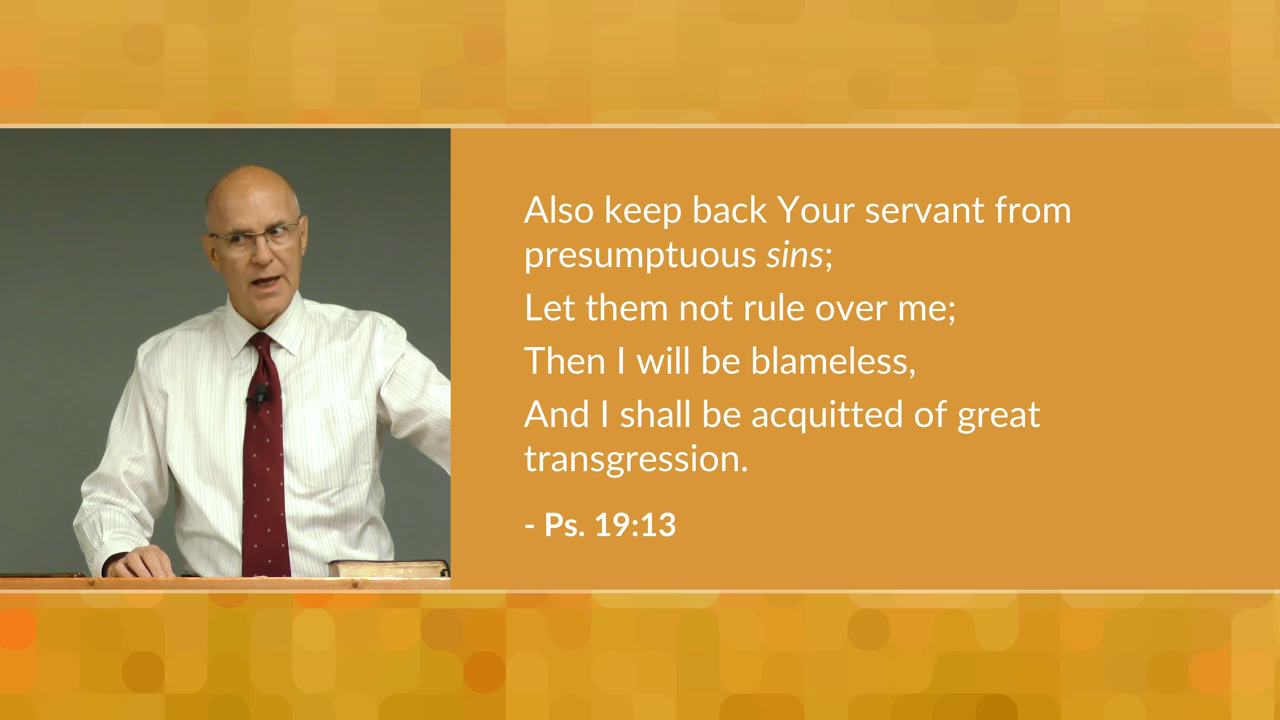 Also keep back Your servant from
presumptuous sins;
Let them not rule over me;
Then I will be blameless,
And I shall be acquitted of great
transgression.
- Ps. 19:13